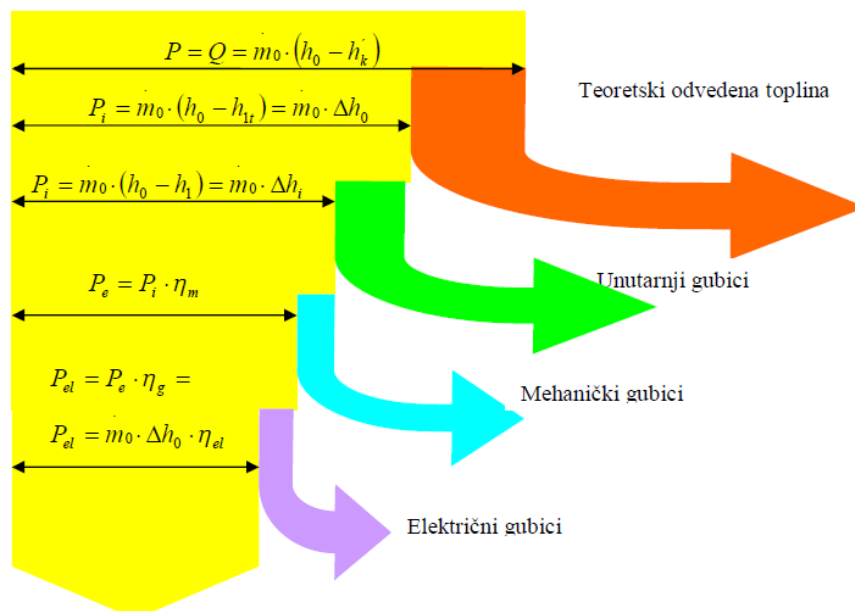 P = Q = ṁ₀ · (h₀ − h'ₖ)
Teoretski odvedena toplina
Pᵢ = ṁ₀ · (h₀ − h₁ₜ) = ṁ₀ · Δh₀
Pᵢ = ṁ₀ · (h₀ − h₁) = ṁ₀ · Δhᵢ
Unutarnji gubici
Pₑ = Pᵢ · ηₘ
Pₑₗ = Pₑ · η_g =
Mehanički gubici
Pₑₗ = ṁ₀ · Δh₀ · ηₑₗ
Električni gubici